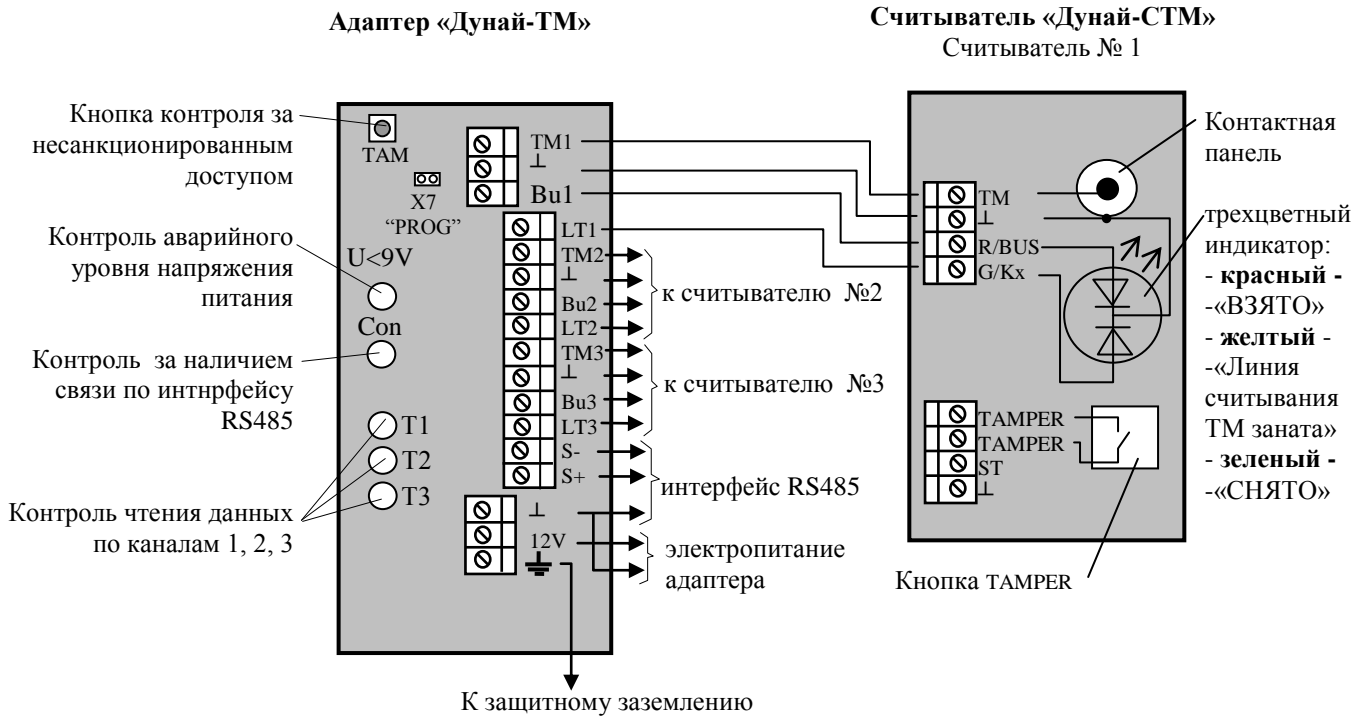 Адаптер «Дунай-ТМ»
Считыватель «Дунай-СТМ»
Считыватель № 1
Кнопка контроля за
несанкционированным
доступом
Контроль аварийного
уровня напряжения
питания
Контроль за наличием
связи по интнрфейсу
RS485
Контроль чтения данных
по каналам 1, 2, 3
TAM
X7
“PROG”
U<9V
Con
T1
T2
T3
TM1
⊥
Bu1
LT1
TM2
⊥
Bu2
LT2
TM3
⊥
Bu3
LT3
S-
S+
⊥
12V
к считывателю №2
к считывателю №3
интерфейс RS485
электропитание
адаптера
К защитному заземлению
TM
⊥
R/BUS
G/Kx
TAMPER
TAMPER
ST
⊥
Кнопка TAMPER
Контактная
панель
трехцветный
индикатор:
- красный -
-«ВЗЯТО»
- желтый -
-«Линия
считывания
ТМ заната»
- зеленый -
-«СНЯТО»